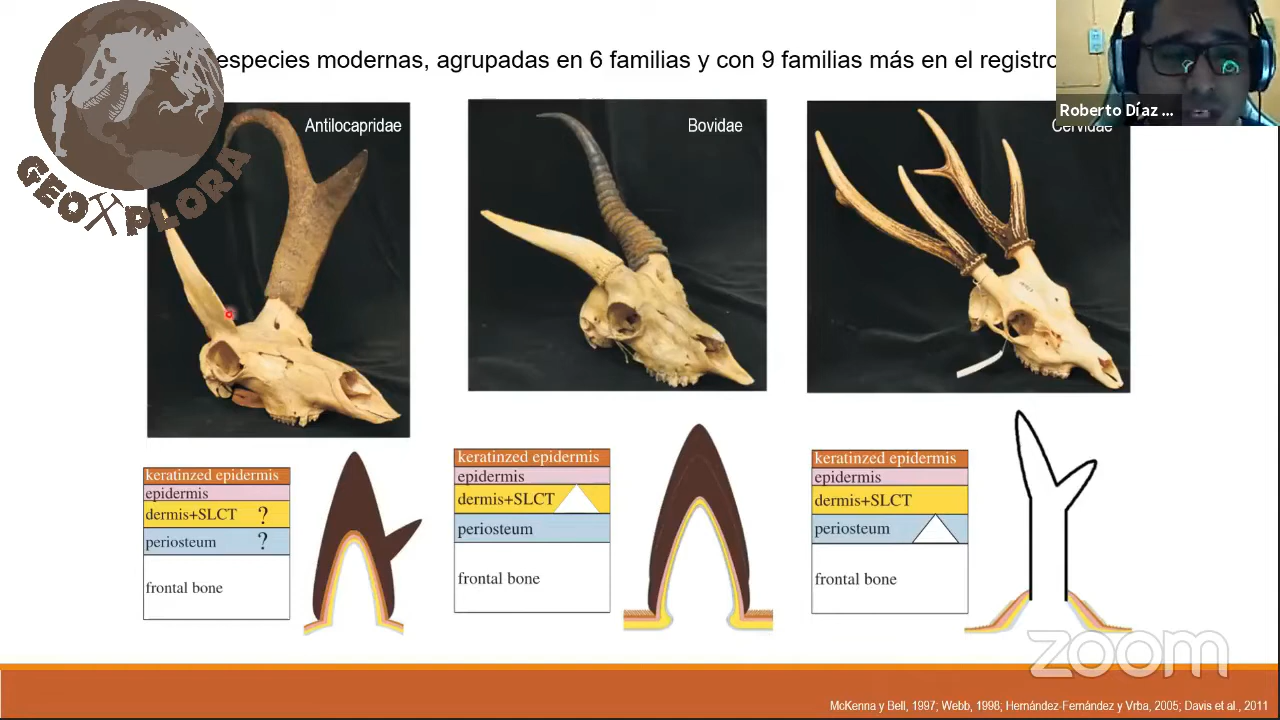 especies modernas, agrupadas en 6 familias y con 9 familias más en el registro
Roberto Díaz ...
GEOXPLORA
Antilocapridae
Bovidae
Cervidae
keratinzed epidermis
epidermis
dermis+SLCT ?
periosteum ?
frontal bone
keratinzed epidermis
epidermis
dermis+SLCT
periosteum
frontal bone
keratinzed epidermis
epidermis
dermis+SLCT
periosteum
frontal bone
zoom
McKenna y Bell, 1997; Webb, 1998; Hernández-Fernández y Vrba, 2005; Davis et al., 2011